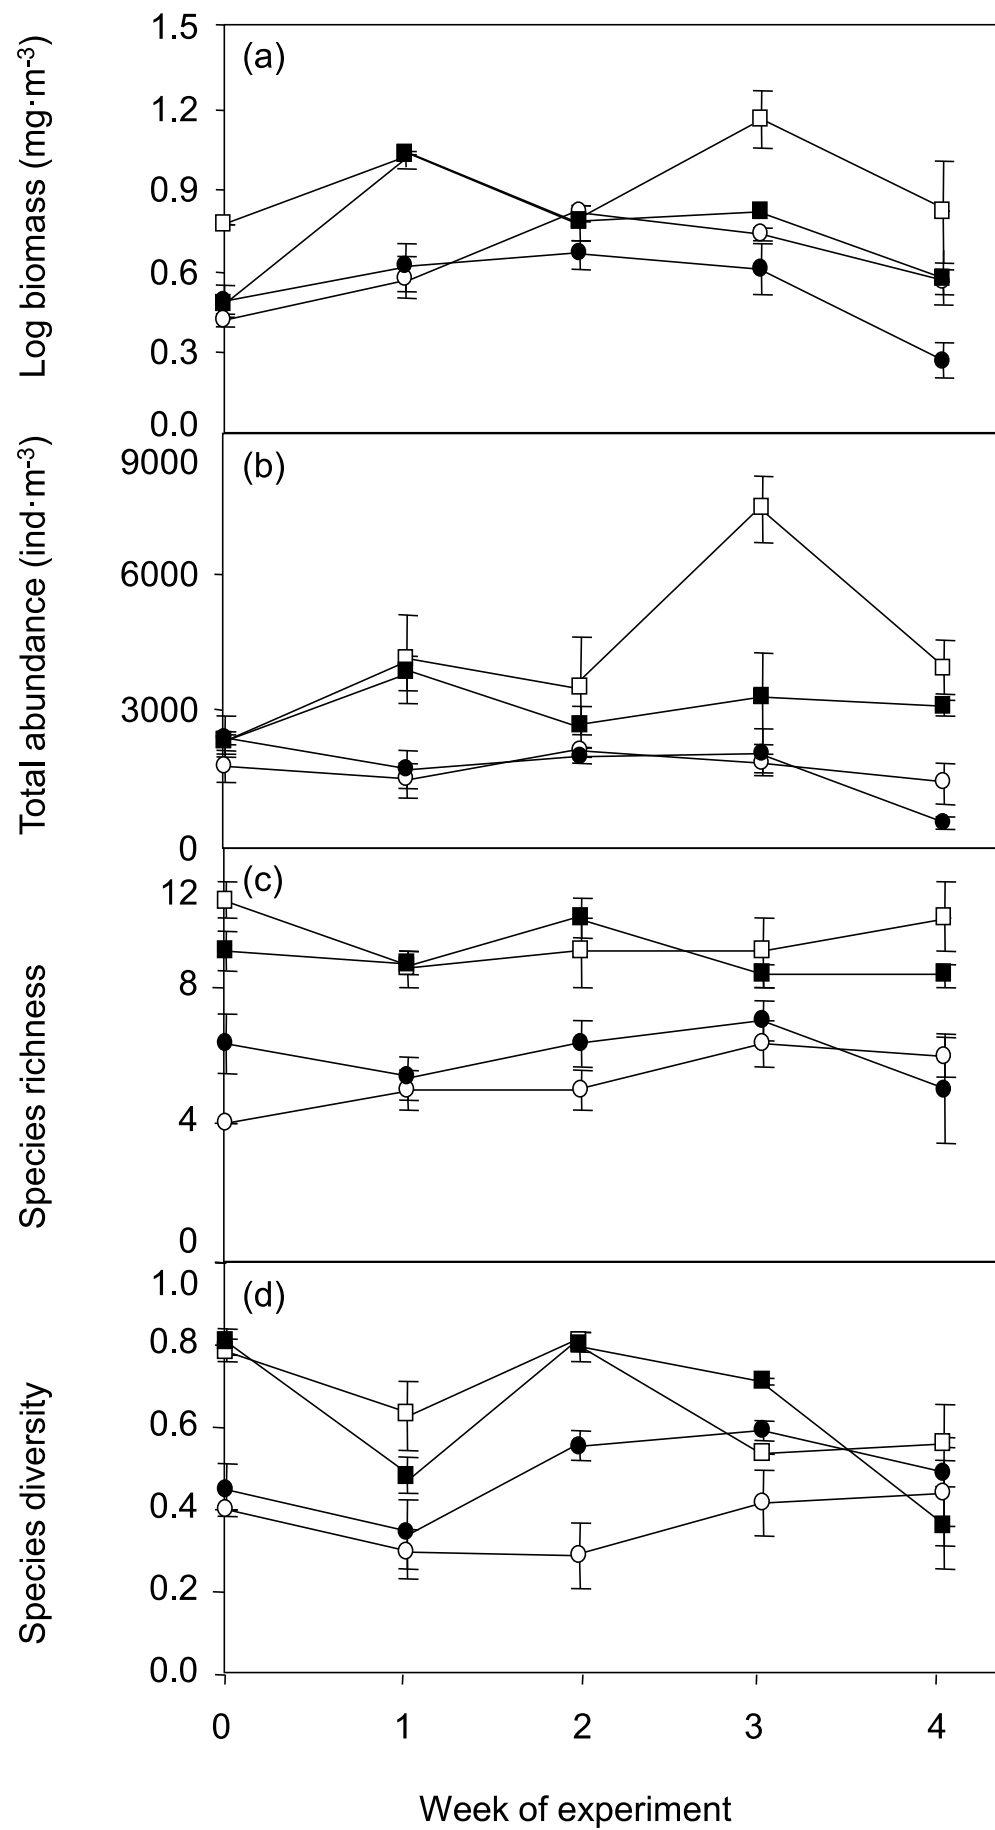 Log biomass (mg·m-3)
1.5
1.2
0.9
0.6
0.3
0.0
(a)
Total abundance (ind·m-3)
9000
6000
3000
0
(b)
Species richness
12
8
4
0
(c)
Species diversity
1.0
0.8
0.6
0.4
0.2
0.0
(d)
0 1 2 3 4
Week of experiment